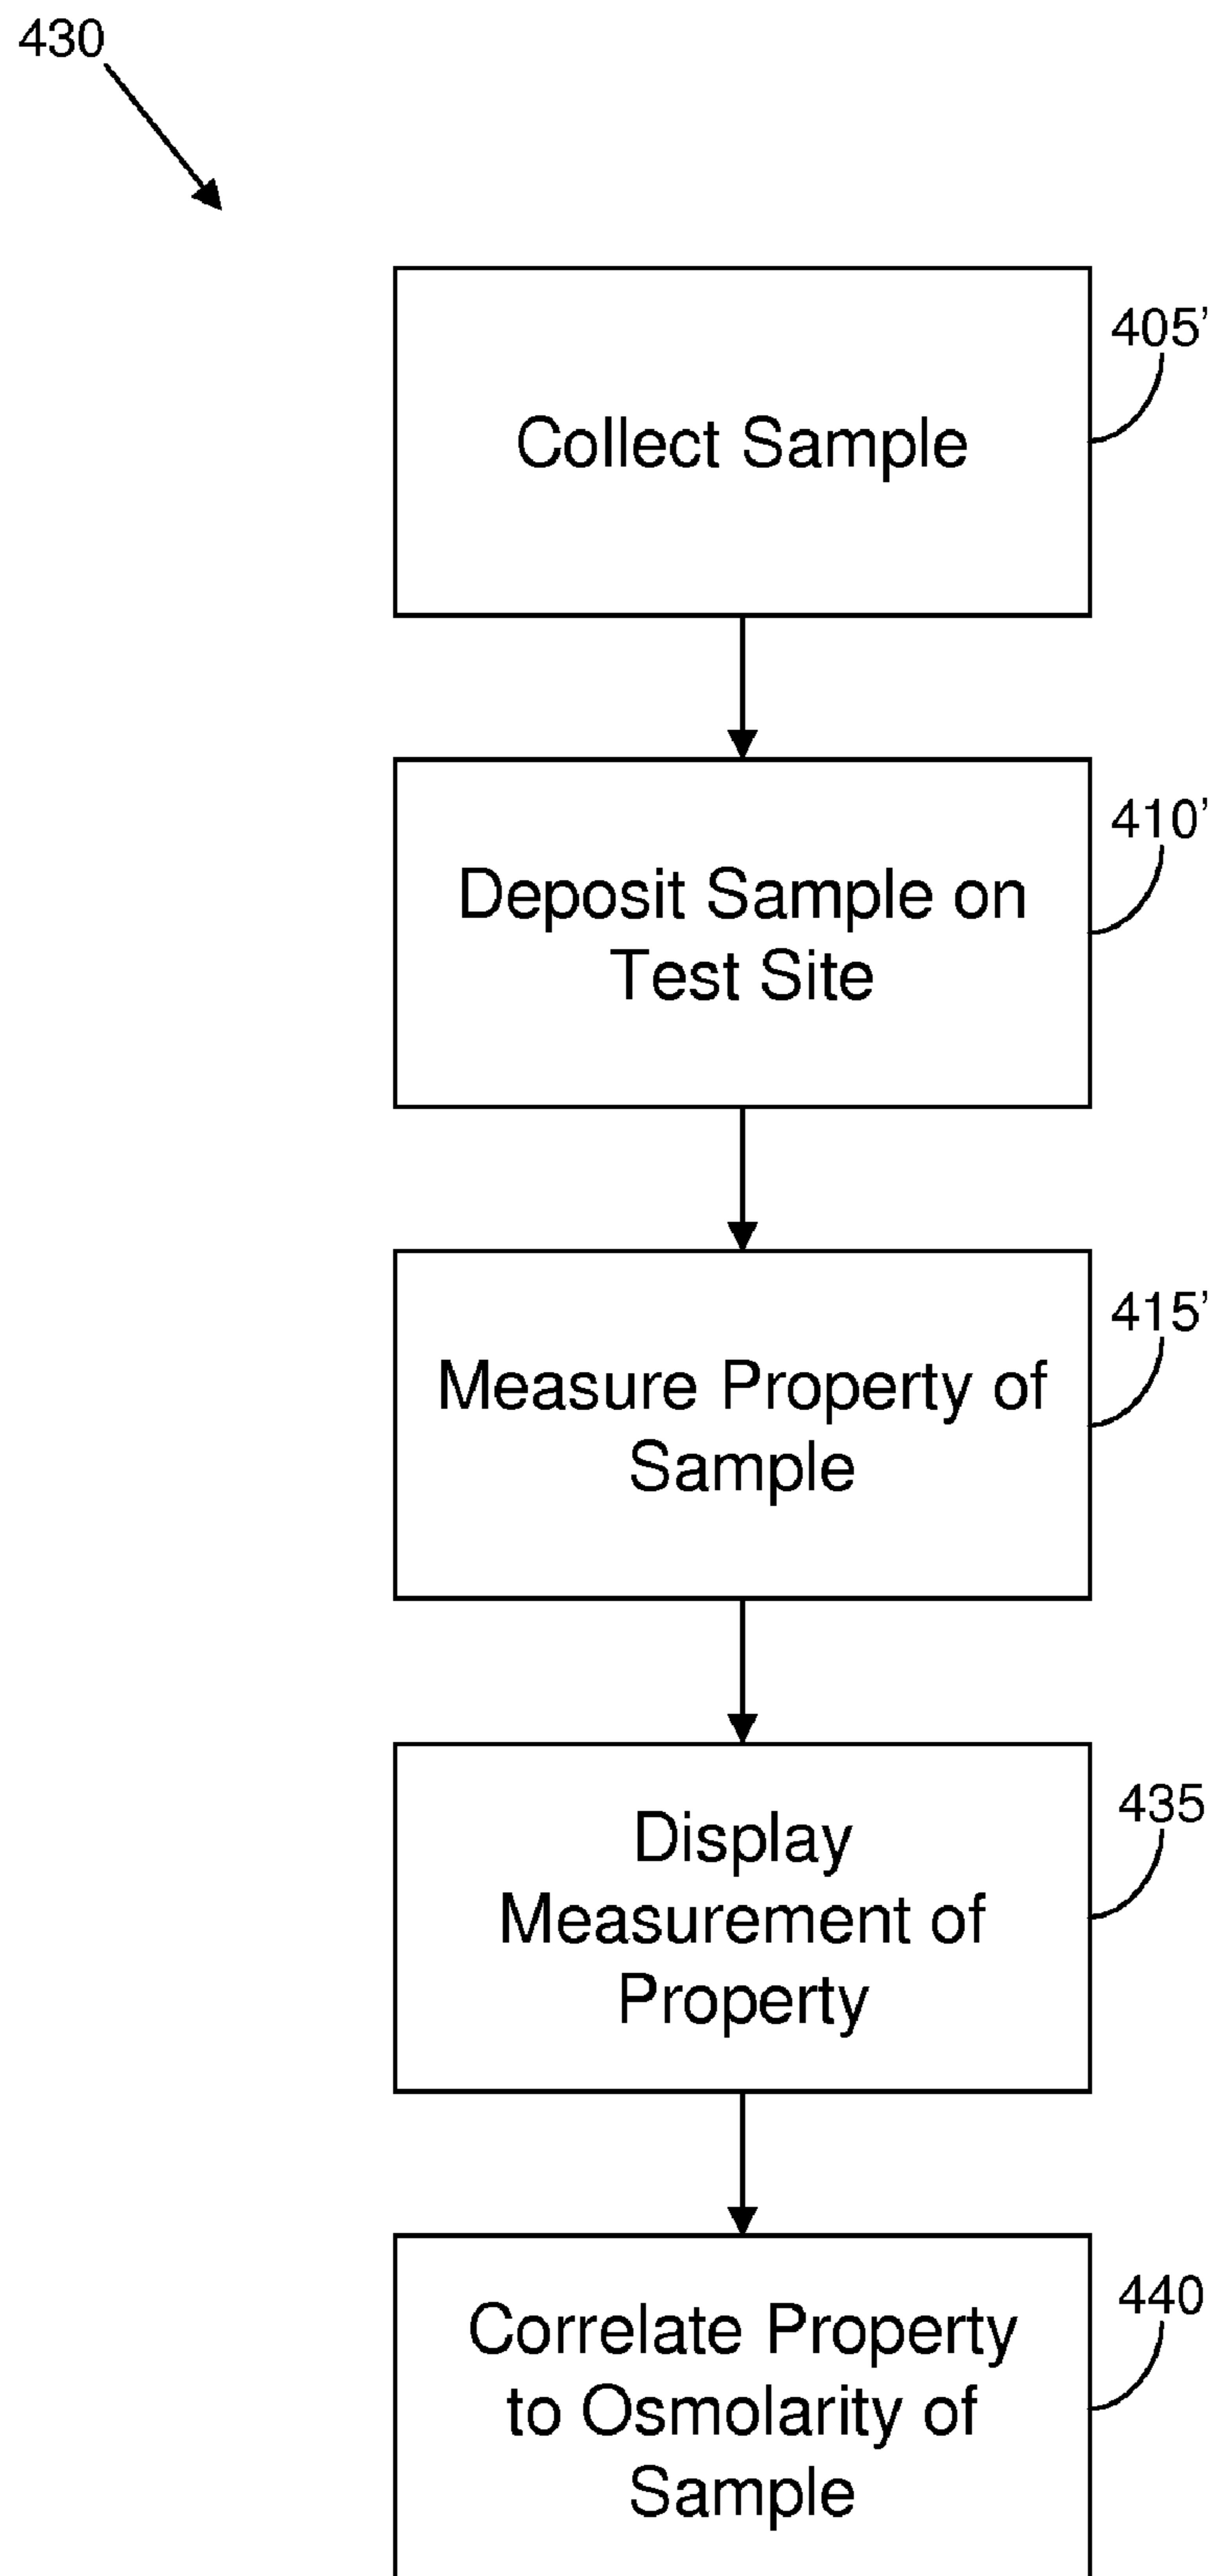 430
405’
Collect Sample
410’
Deposit Sample on
Test Site
415’
Measure Property of
Sample
435
Display
Measurement of
Property
440
Correlate Property
to Osmolarity of
Sample